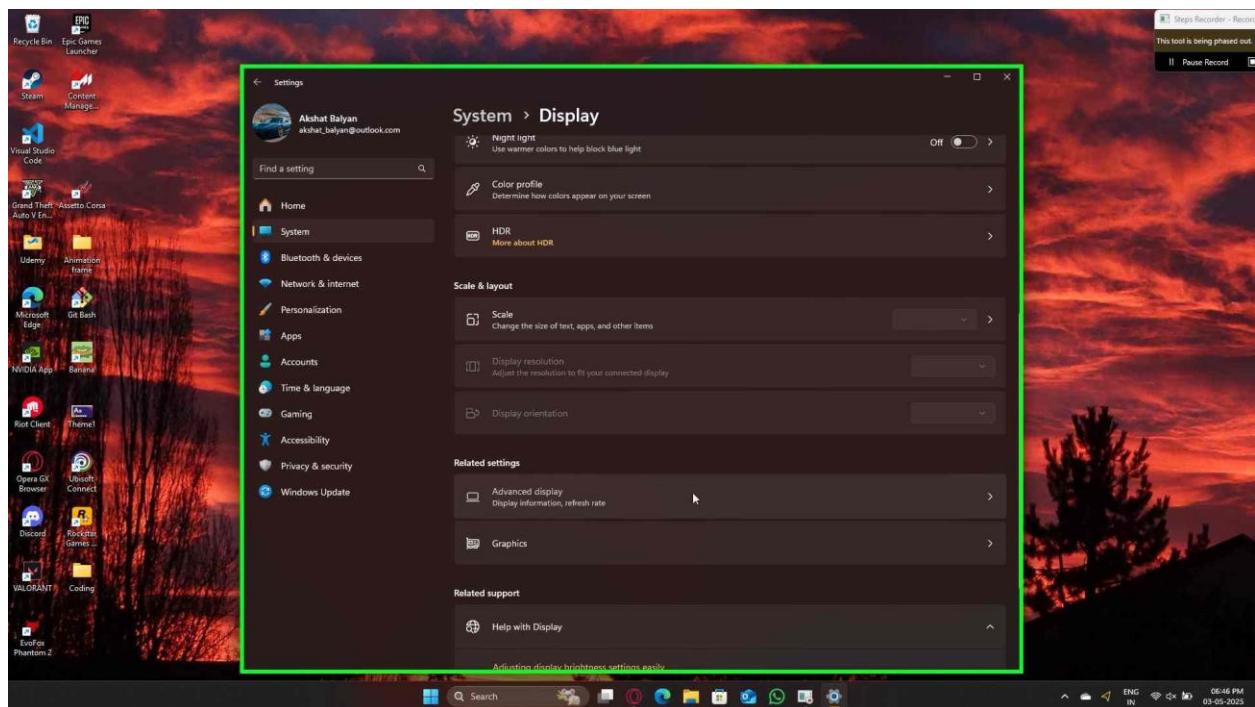 Recycle Bin
Epic Games
Launcher
Steam
Content
Manage...
Visual Studio
Code
Grand Theft
Auto V En...
Assetto Corsa
Udemy
Animation
frame
Microsoft
Edge
Git Bash
NVIDIA App
Banana
Riot Client
Theme1
Opera GX
Browser
Ubisoft
Connect
Discord
Rockstar
Games ...
VALORANT
Coding
EvoFox
Phantom 2
Settings
Akshat Balyan
akshat_balyan@outlook.com
Find a setting
Home
System
Bluetooth & devices
Network & internet
Personalization
Apps
Accounts
Time & language
Gaming
Accessibility
Privacy & security
Windows Update
System > Display
Night light
Use warmer colors to help block blue light
Off
Color profile
Determine how colors appear on your screen
HDR
HDR
More about HDR
Scale & layout
Scale
Change the size of text, apps, and other items
Display resolution
Adjust the resolution to fit your connected display
Display orientation
Related settings
Advanced display
Display information, refresh rate
Graphics
Related support
Help with Display
Adjusting display brightness settings easily
Steps Recorder - Recor
This tool is being phased out.
Pause Record
Search
ENG
IN
06:46 PM
03-05-2025